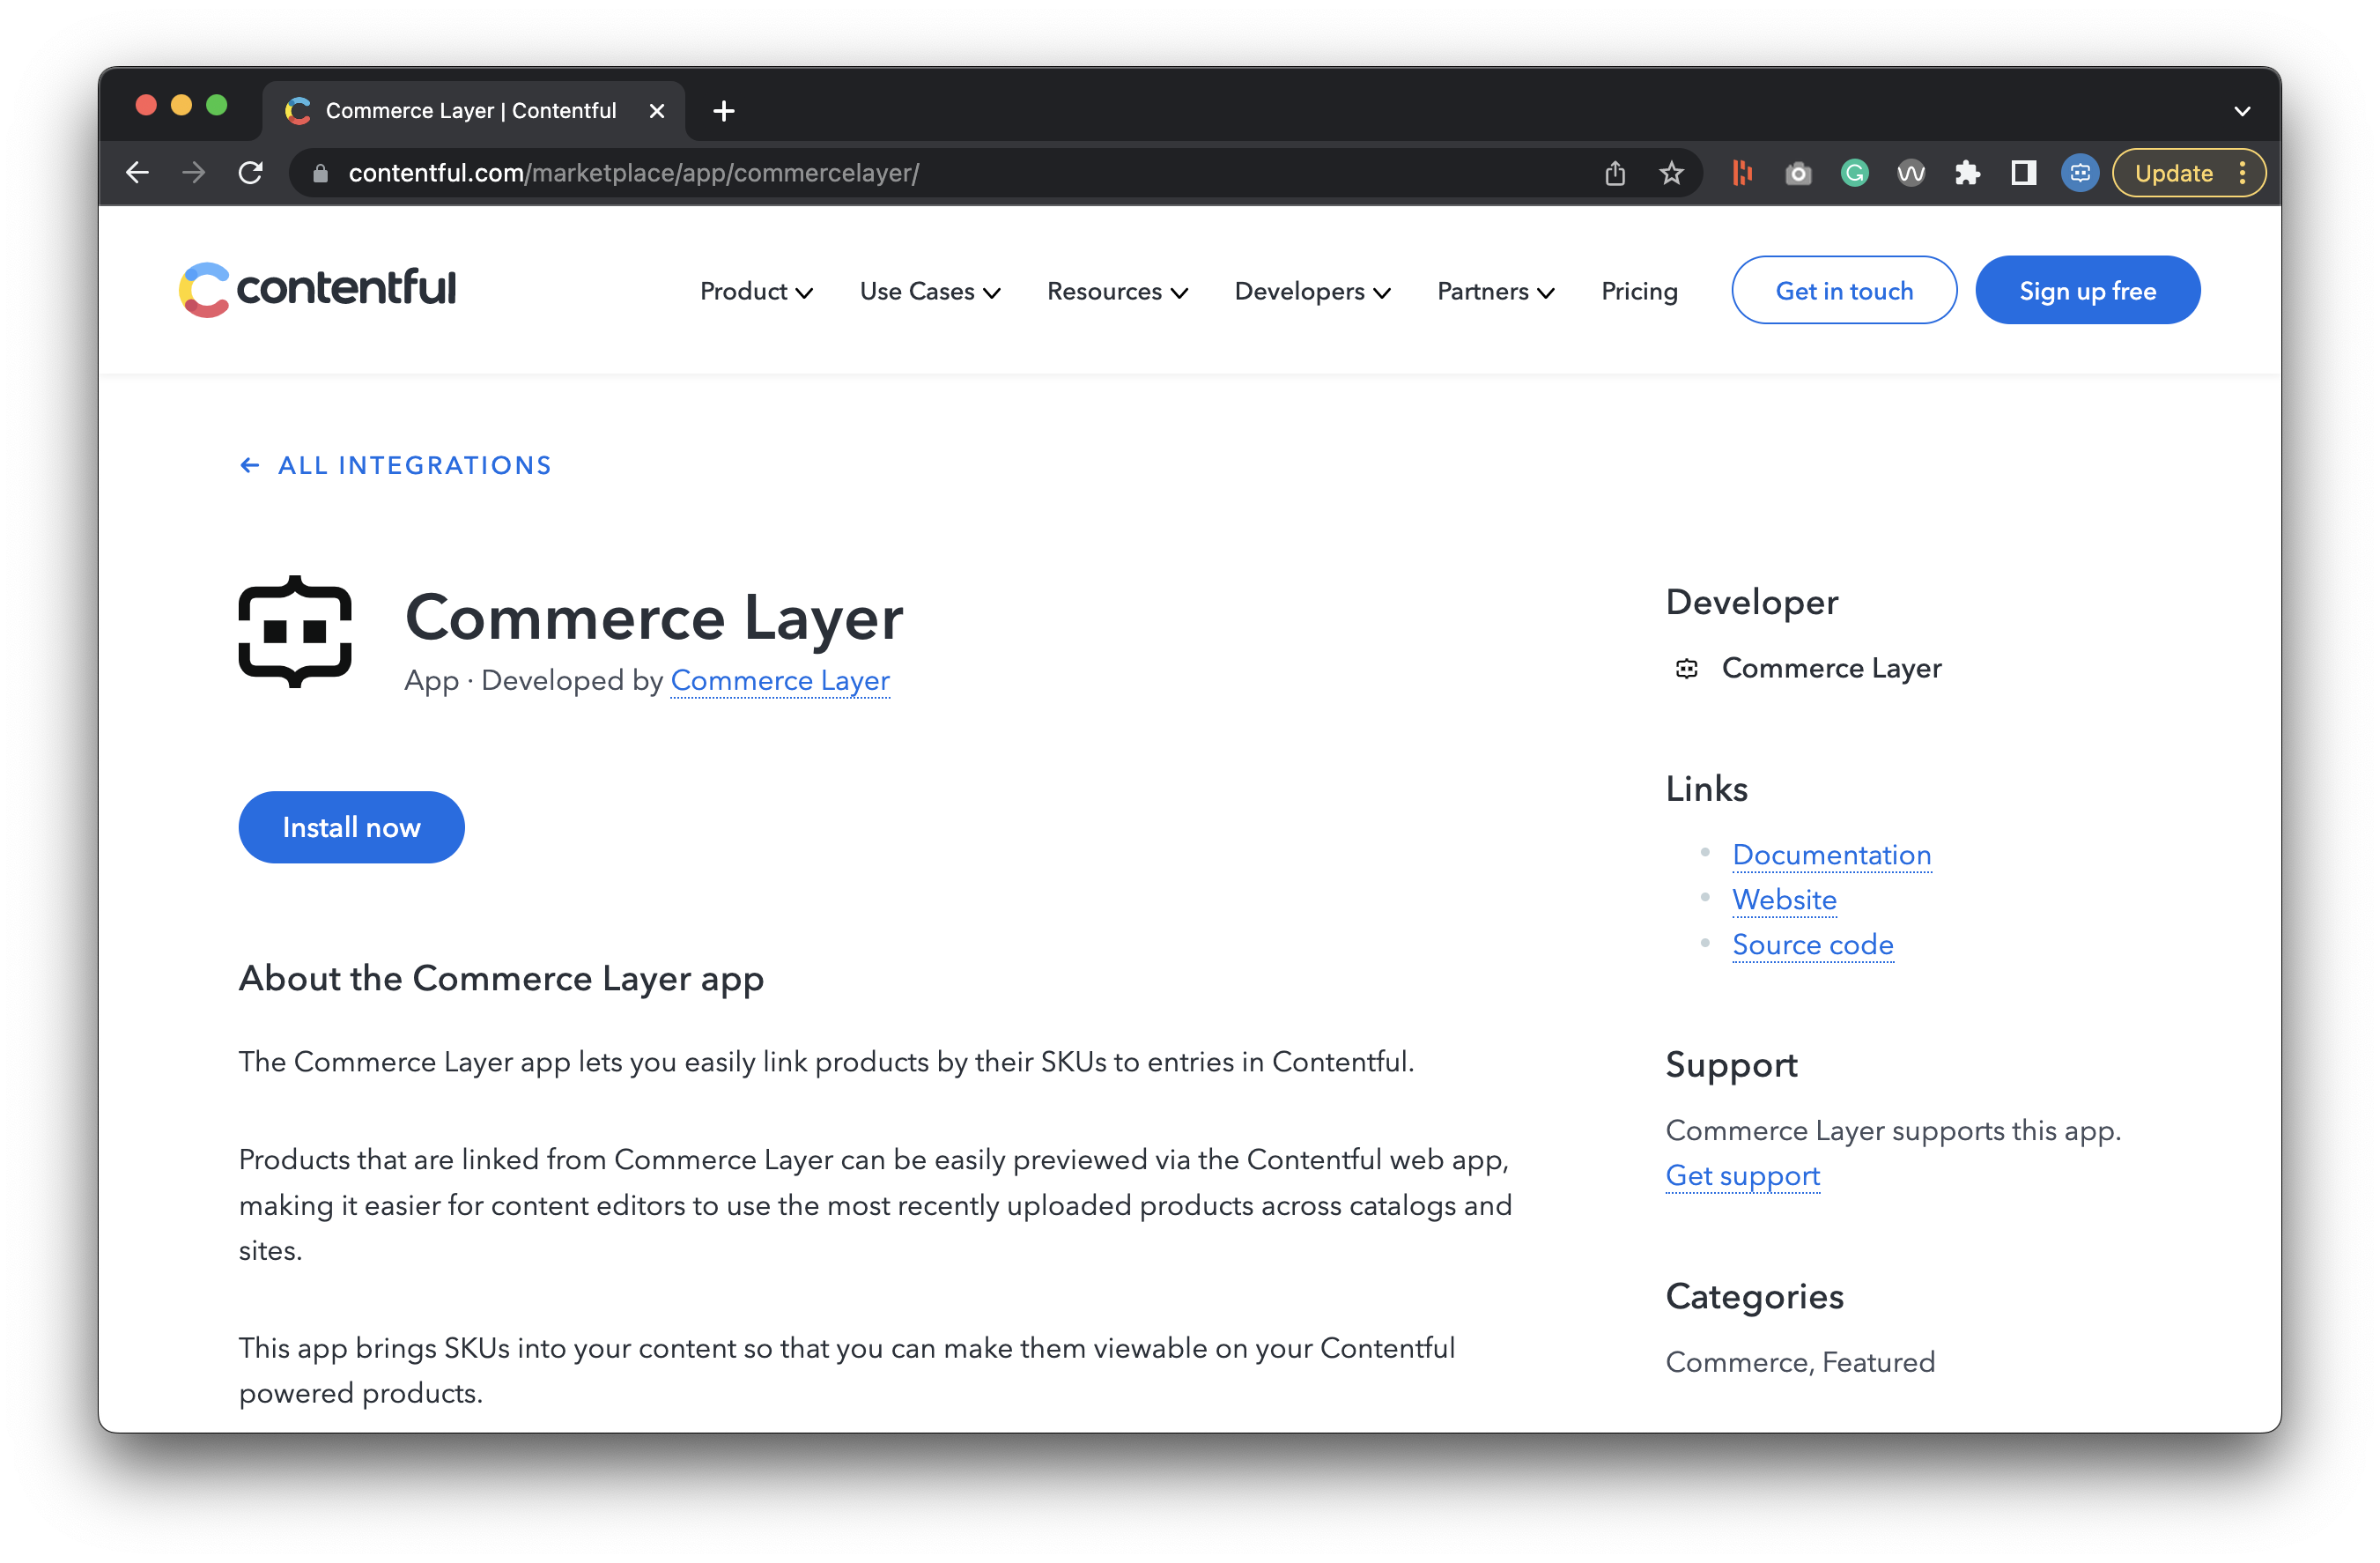 Commerce Layer | Contentful
contentful.com/marketplace/app/commercelayer/
Update
contentful
Product
Use Cases
Resources
Developers
Partners
Pricing
Get in touch
Sign up free
← ALL INTEGRATIONS
Commerce Layer
App · Developed by Commerce Layer
Install now
About the Commerce Layer app
The Commerce Layer app lets you easily link products by their SKUs to entries in Contentful.
Products that are linked from Commerce Layer can be easily previewed via the Contentful web app,
making it easier for content editors to use the most recently uploaded products across catalogs and
sites.
This app brings SKUs into your content so that you can make them viewable on your Contentful
powered products.
Developer
Commerce Layer
Links
Documentation
Website
Source code
Support
Commerce Layer supports this app.
Get support
Categories
Commerce, Featured